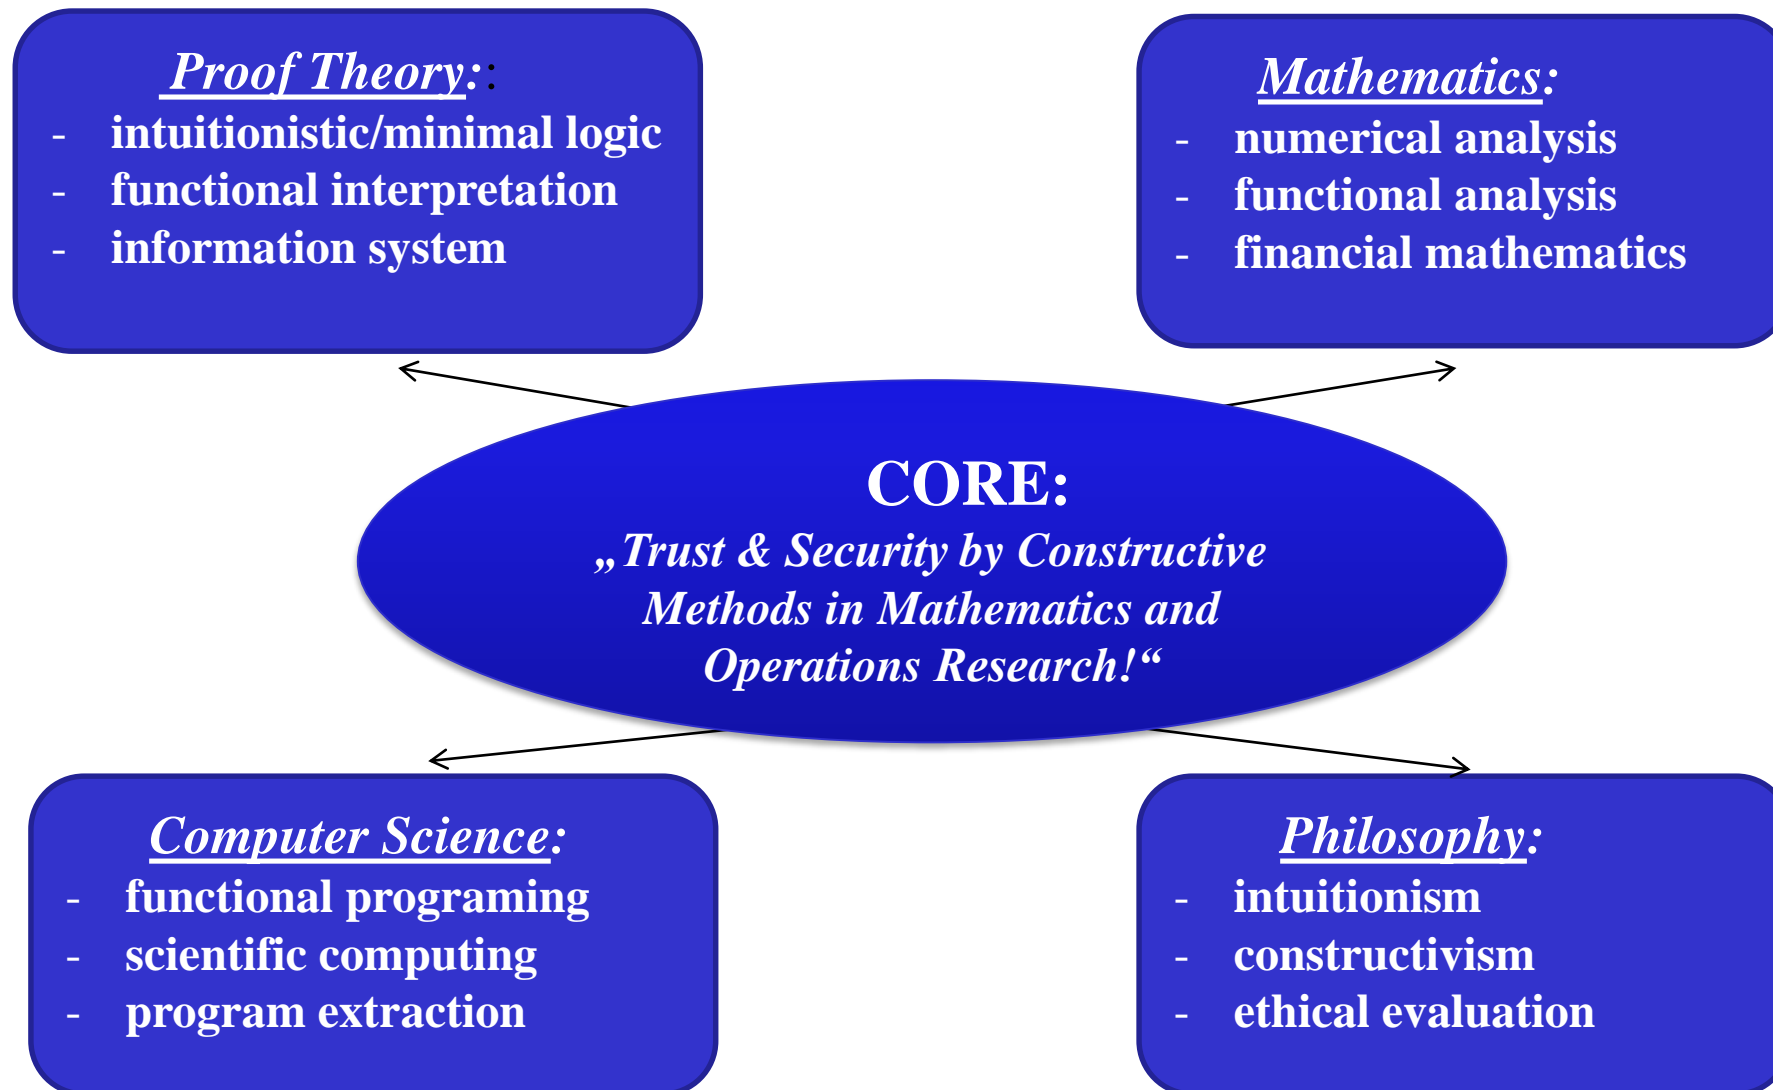 Proof Theory::
- intuitionistic/minimal logic
- functional interpretation
- information system
Mathematics:
- numerical analysis
- functional analysis
- financial mathematics
CORE:
„Trust & Security by Constructive
Methods in Mathematics and
Operations Research!“
Computer Science:
- functional programing
- scientific computing
- program extraction
Philosophy:
- intuitionism
- constructivism
- ethical evaluation